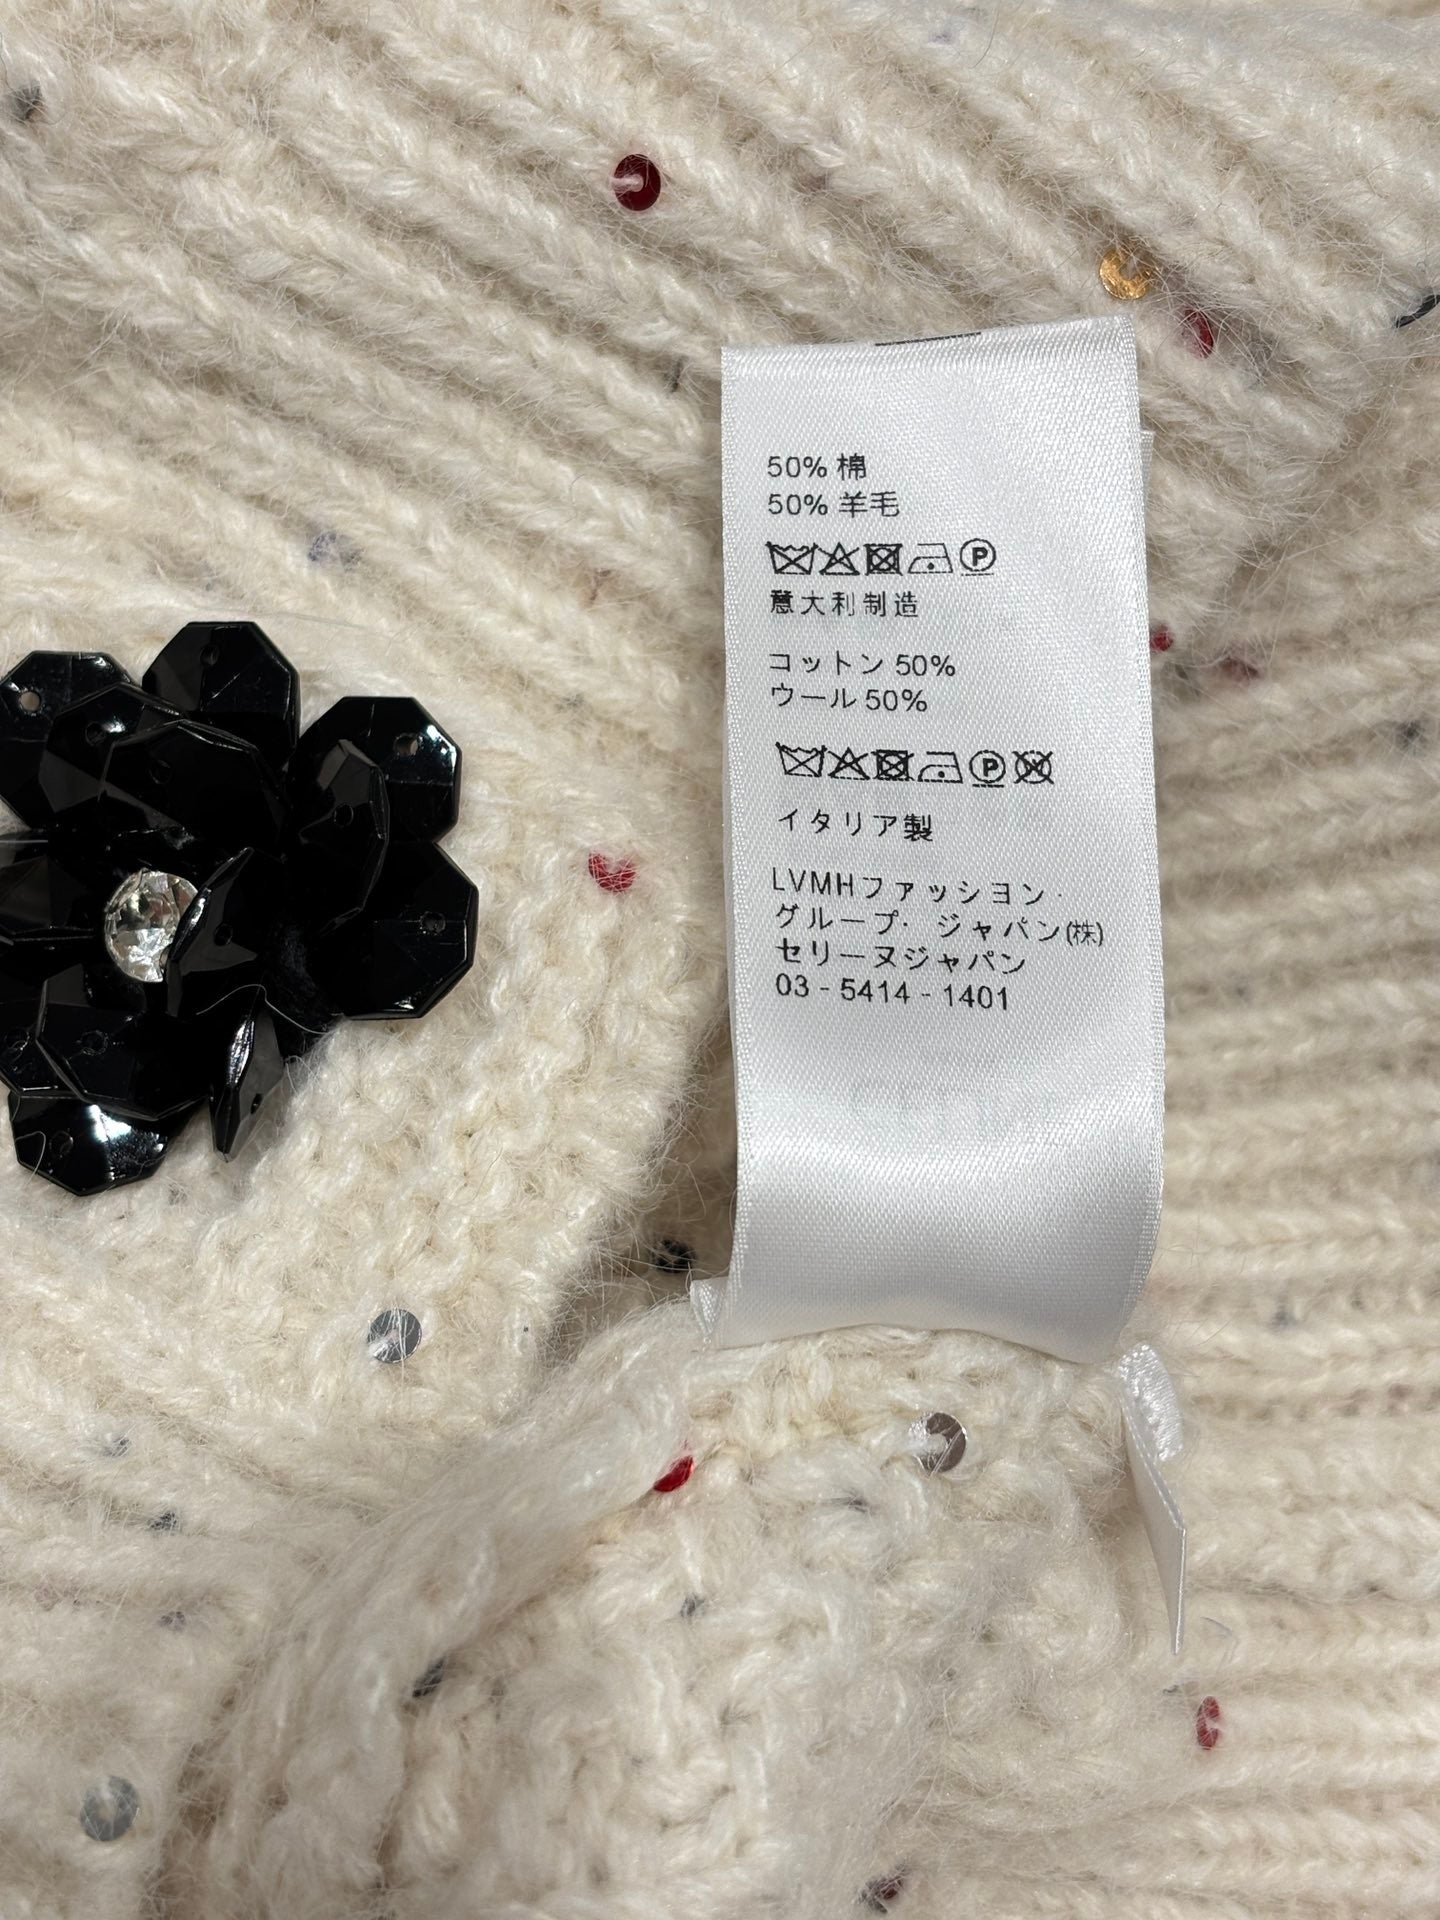 50% 棉
50% 羊毛
P
意大利制造
コットン 50%
ウール 50%
P W
イタリア製
LVMHファッション
グループ・ジャパン(株)
セリーヌジャパン
03 - 5414 - 1401